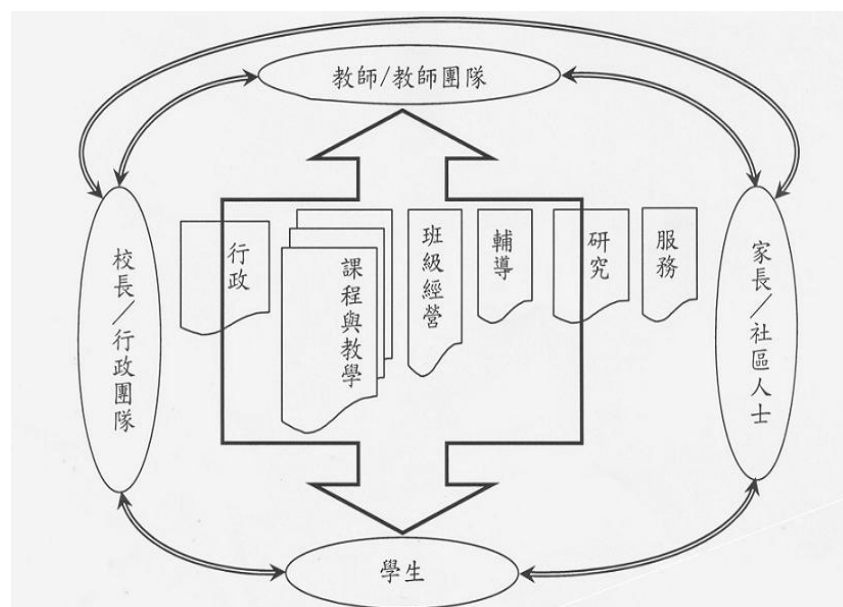 教師/教師團隊
校長/行政團隊
行政
課程與教學
班級經營
輔導
研究
服務
家長/社區人士
學生